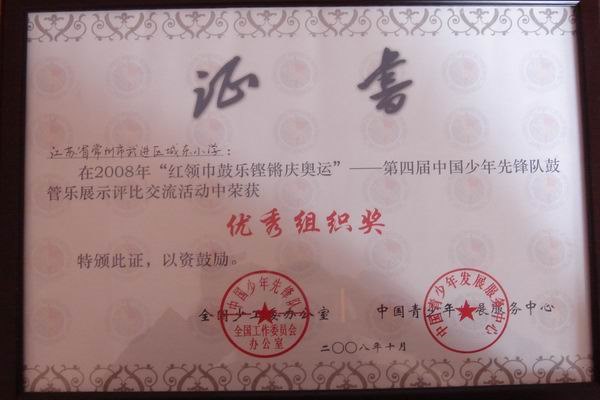 证书
江苏省常州市武进区城东小学：
在2008年“红领巾鼓乐铿锵庆奥运”——第四届中国少年先锋队鼓
管乐展示评比交流活动中荣获
优秀组织奖
特颁此证，以资鼓励。
中国少年先锋队
全国工作委员会
办公室
全国少工委办公室
中国青少年发展服务中心
中国青少年发展服务中心
二〇〇八年十月